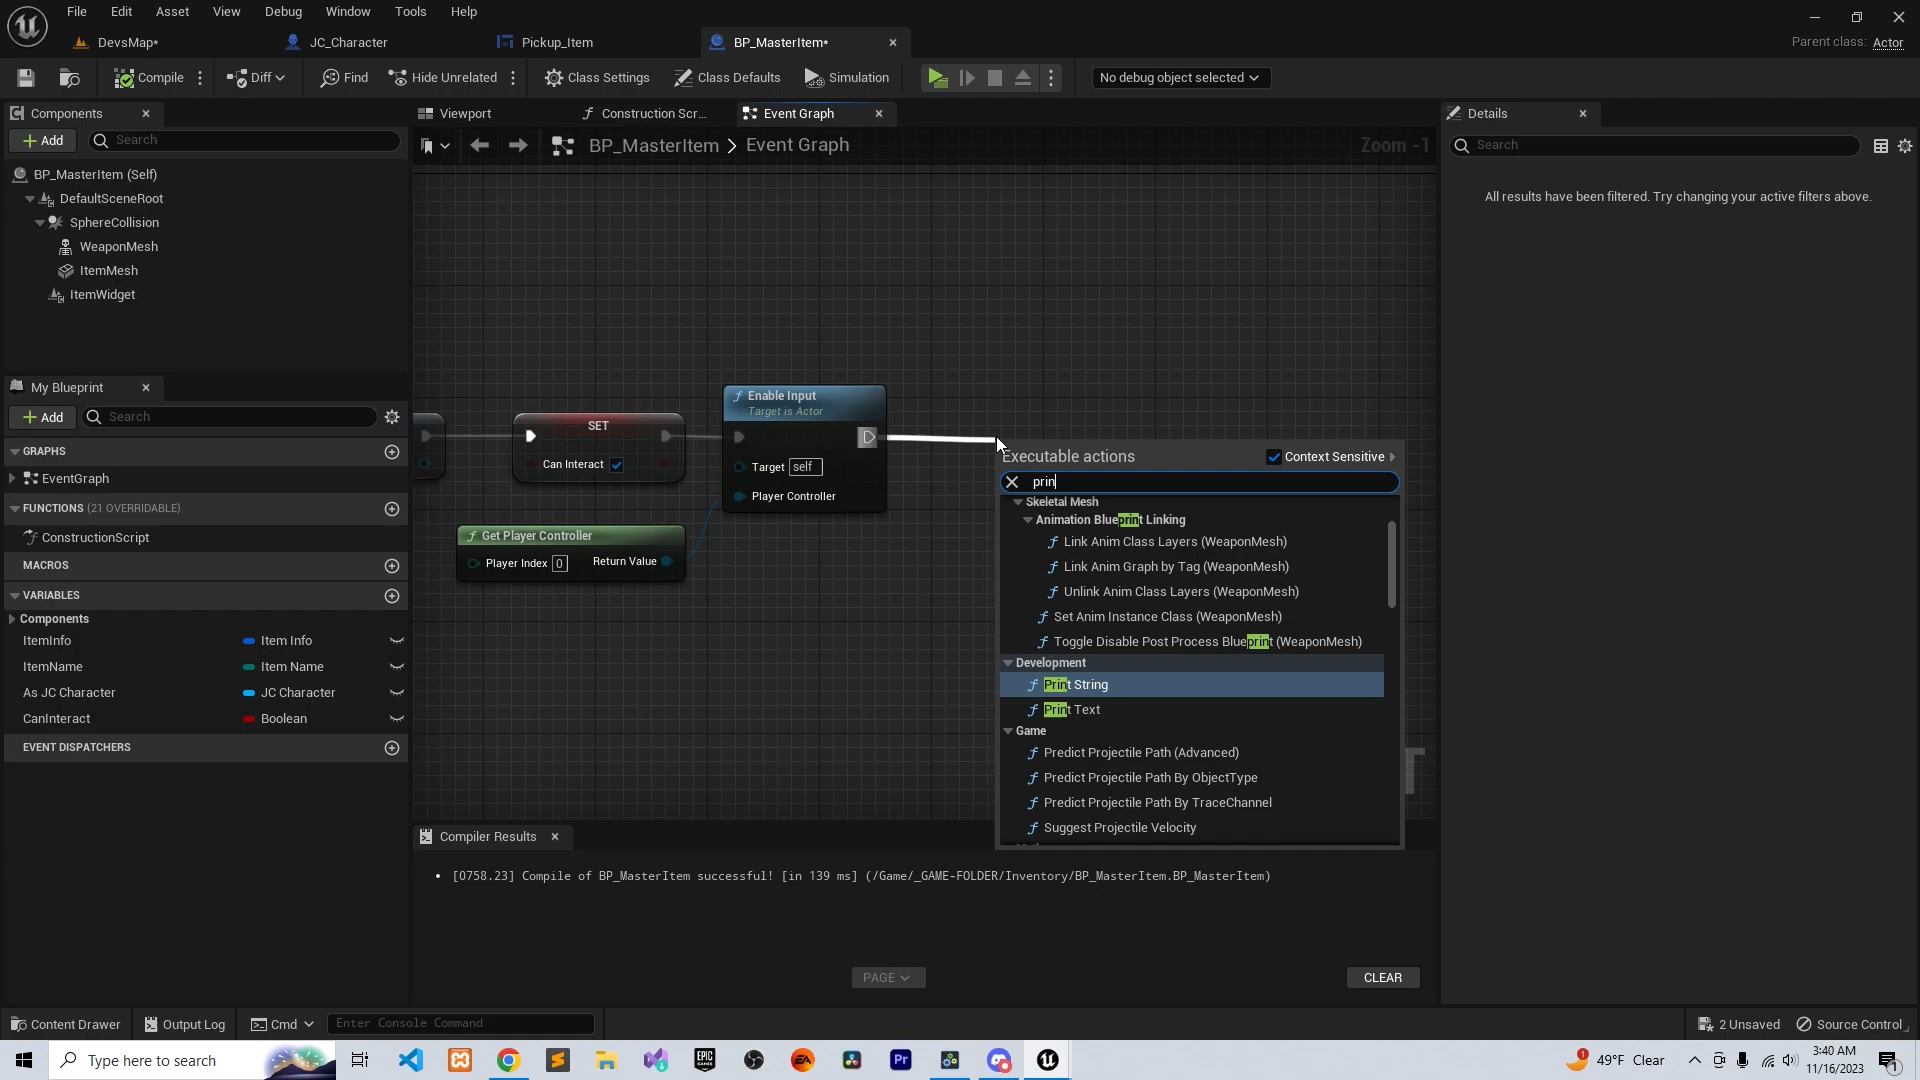 File Edit Asset View Debug Window Tools Help
DevsMap* JC_Character Pickup_Item BP_MasterItem*
Parent class: Actor
Compile Diff Find Hide Unrelated Class Settings Class Defaults Simulation No debug object selected
Components
Add Search
BP_MasterItem (Self)
DefaultSceneRoot
SphereCollision
WeaponMesh
ItemMesh
ItemWidget
My Blueprint
Add Search
GRAPHS
EventGraph
FUNCTIONS (21 OVERRIDABLE)
ConstructionScript
MACROS
VARIABLES
Components
ItemInfo Item Info
ItemName Item Name
As JC Character JC Character
CanInteract Boolean
EVENT DISPATCHERS
Viewport Construction Scr... Event Graph
BP_MasterItem > Event Graph
Zoom -1
SET
Can Interact
Enable Input
Target is Actor
Target self
Player Controller
Get Player Controller
Player Index 0 Return Value
Executable actions Context Sensitive
prin
Skeletal Mesh
Animation Blueprint Linking
Link Anim Class Layers (WeaponMesh)
Link Anim Graph by Tag (WeaponMesh)
Unlink Anim Class Layers (WeaponMesh)
Set Anim Instance Class (WeaponMesh)
Toggle Disable Post Process Blueprint (WeaponMesh)
Development
Print String
Print Text
Game
Predict Projectile Path (Advanced)
Predict Projectile Path By ObjectType
Predict Projectile Path By TraceChannel
Suggest Projectile Velocity
Compiler Results
[0758.23] Compile of BP_MasterItem successful! [in 139 ms] (/Game/_GAME-FOLDER/Inventory/BP_MasterItem.BP_MasterItem)
PAGE
CLEAR
Details
Search
All results have been filtered. Try changing your active filters above.
Content Drawer Output Log Cmd Enter Console Command
2 Unsaved Source Control
Type here to search
EPIC GAMES
EA
Pr
1
49°F Clear
3:40 AM
11/16/2023
1